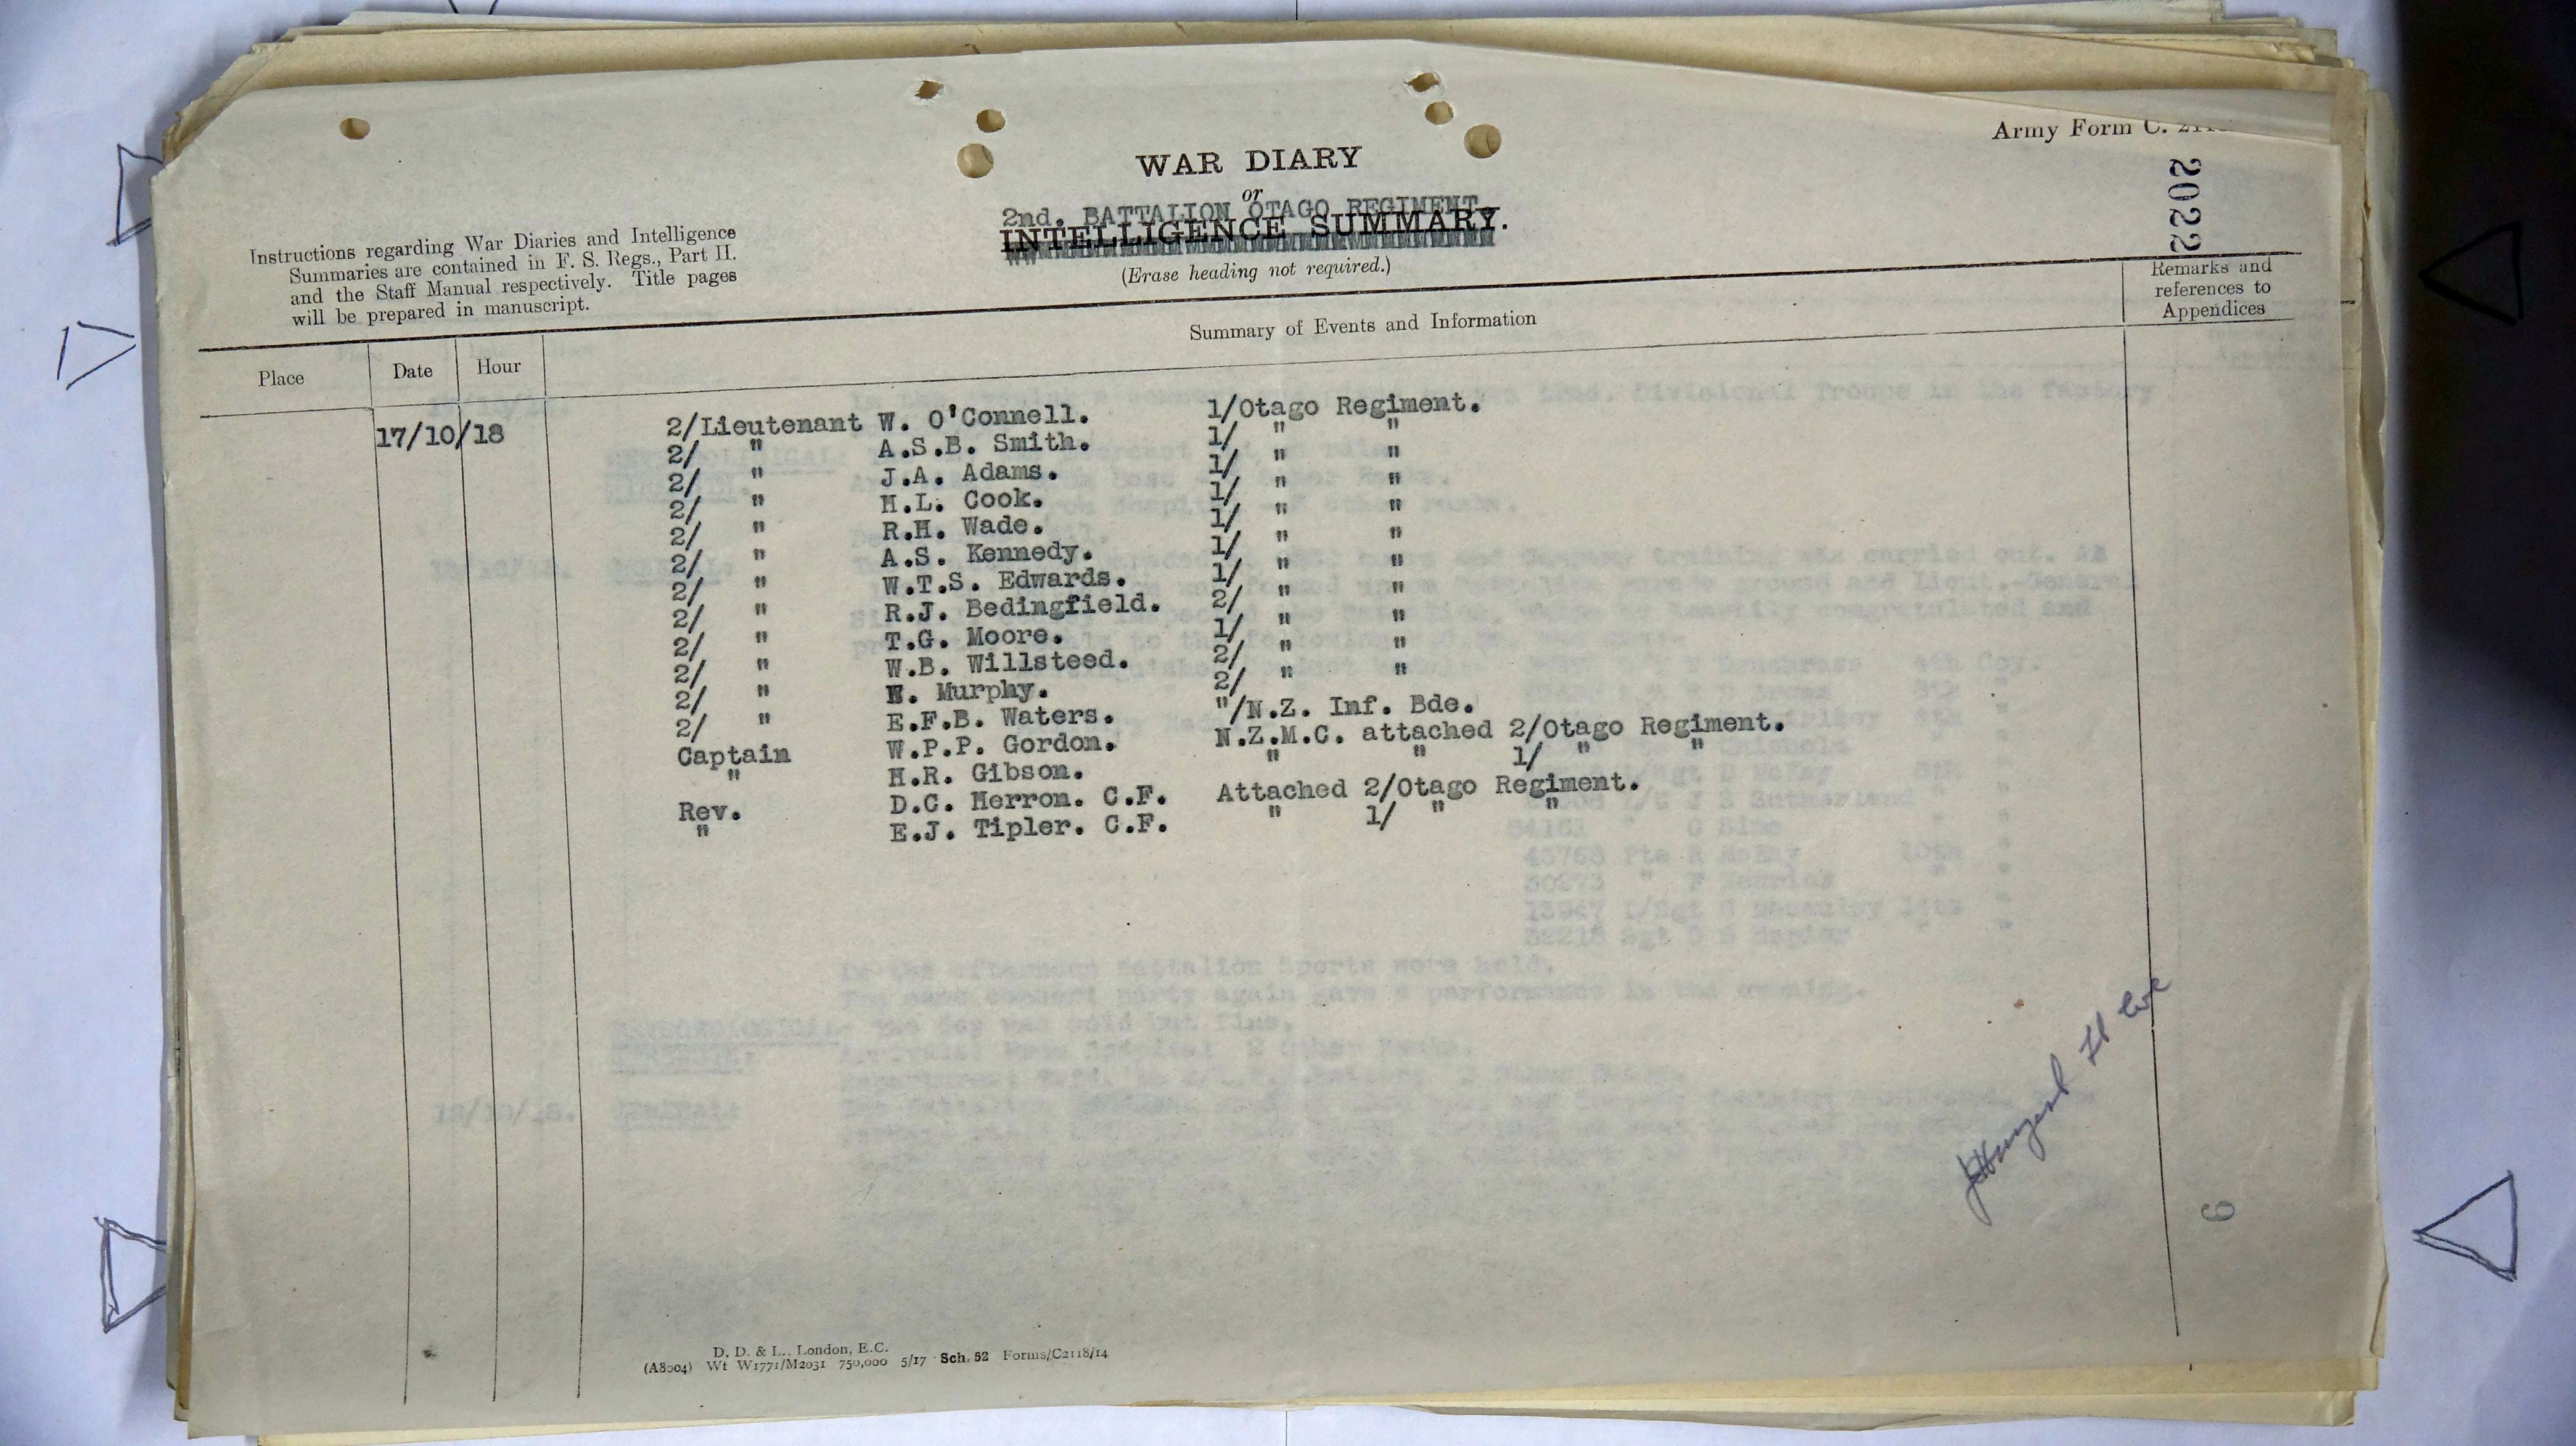 Army Form C.
2022
WAR DIARY
or
2nd. BATTALION OTAGO REGIMENT.
INTELLIGENCE SUMMARY.
(Erase heading not required.)
Instructions regarding War Diaries and Intelligence
Summaries are contained in F. S. Regs., Part II.
and the Staff Manual respectively. Title pages
will be prepared in manuscript.
Place Date Hour Summary of Events and Information Remarks and
references to
Appendices
17/10/18 2/Lieutenant W. O'Connell. 1/Otago Regiment.
2/ " A.S.B. Smith. 1/ " "
2/ " J.A. Adams. 1/ " "
2/ " H.L. Cook. 1/ " "
2/ " R.H. Wade. 1/ " "
2/ " A.S. Kennedy. 1/ " "
2/ " W.T.S. Edwards. 1/ " "
2/ " R.J. Bedingfield. 2/ " "
2/ " T.G. Moore. 1/ " "
2/ " W.B. Willsteed. 2/ " "
2/ " Murphy. 2/ " "
2/ " E.F.B. Waters. "/N.Z. Inf. Bde.
Captain W.P.P. Gordon. N.Z.M.C. attached 2/Otago Regiment.
" H.R. Gibson. " " 1/ " "
Rev. D.C. Herron. C.F. Attached 2/Otago Regiment.
" E.J. Tipler. C.F. " 1/ " "
9
D. D. & L., London, E.C.
(A8004) Wt W1771/M2031 750,000 5/17 Sch. 52 Forms/C2118/14